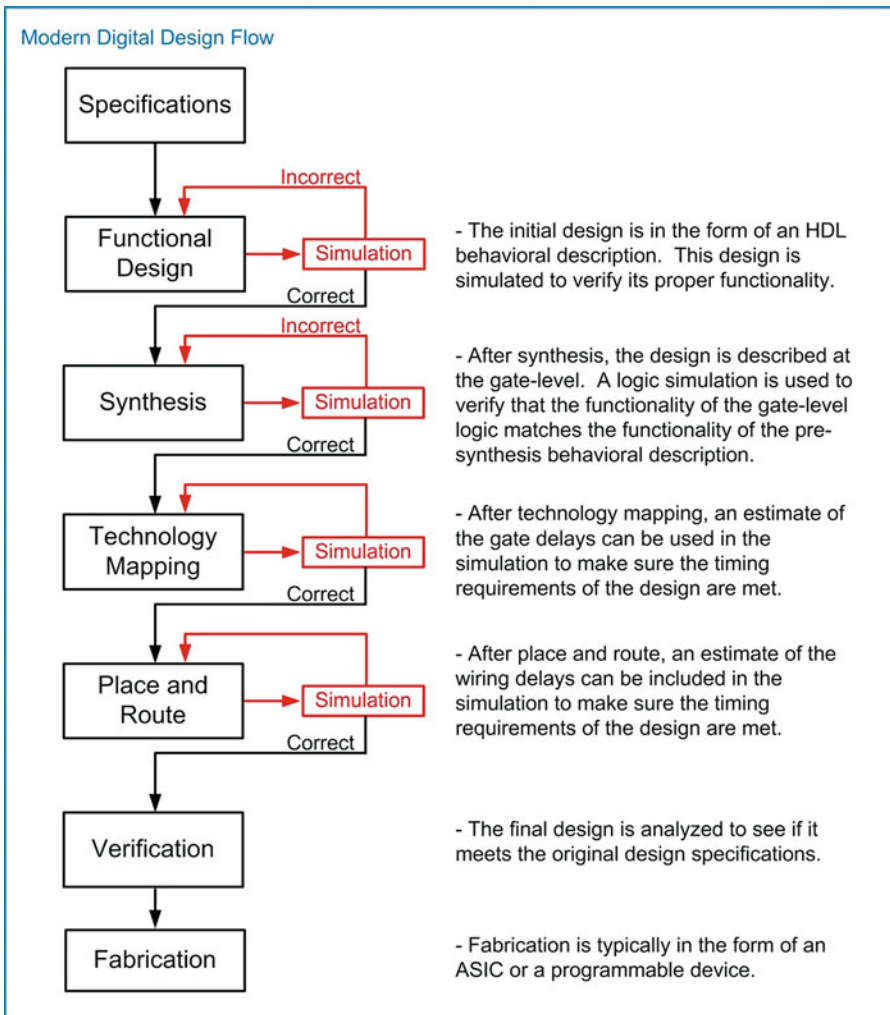 Modern Digital Design Flow
Specifications
Incorrect
Functional
Design
Simulation
- The initial design is in the form of an HDL
behavioral description.  This design is
simulated to verify its proper functionality.
Correct
Incorrect
Synthesis
Simulation
- After synthesis, the design is described at
the gate-level.  A logic simulation is used to
verify that the functionality of the gate-level
logic matches the functionality of the pre-
synthesis behavioral description.
Correct
Technology
Mapping
Simulation
- After technology mapping, an estimate of
the gate delays can be used in the
simulation to make sure the timing
requirements of the design are met.
Correct
Place and
Route
Simulation
- After place and route, an estimate of the
wiring delays can be included in the
simulation to make sure the timing
requirements of the design are met.
Correct
Verification
- The final design is analyzed to see if it
meets the original design specifications.
Fabrication
- Fabrication is typically in the form of an
ASIC or a programmable device.